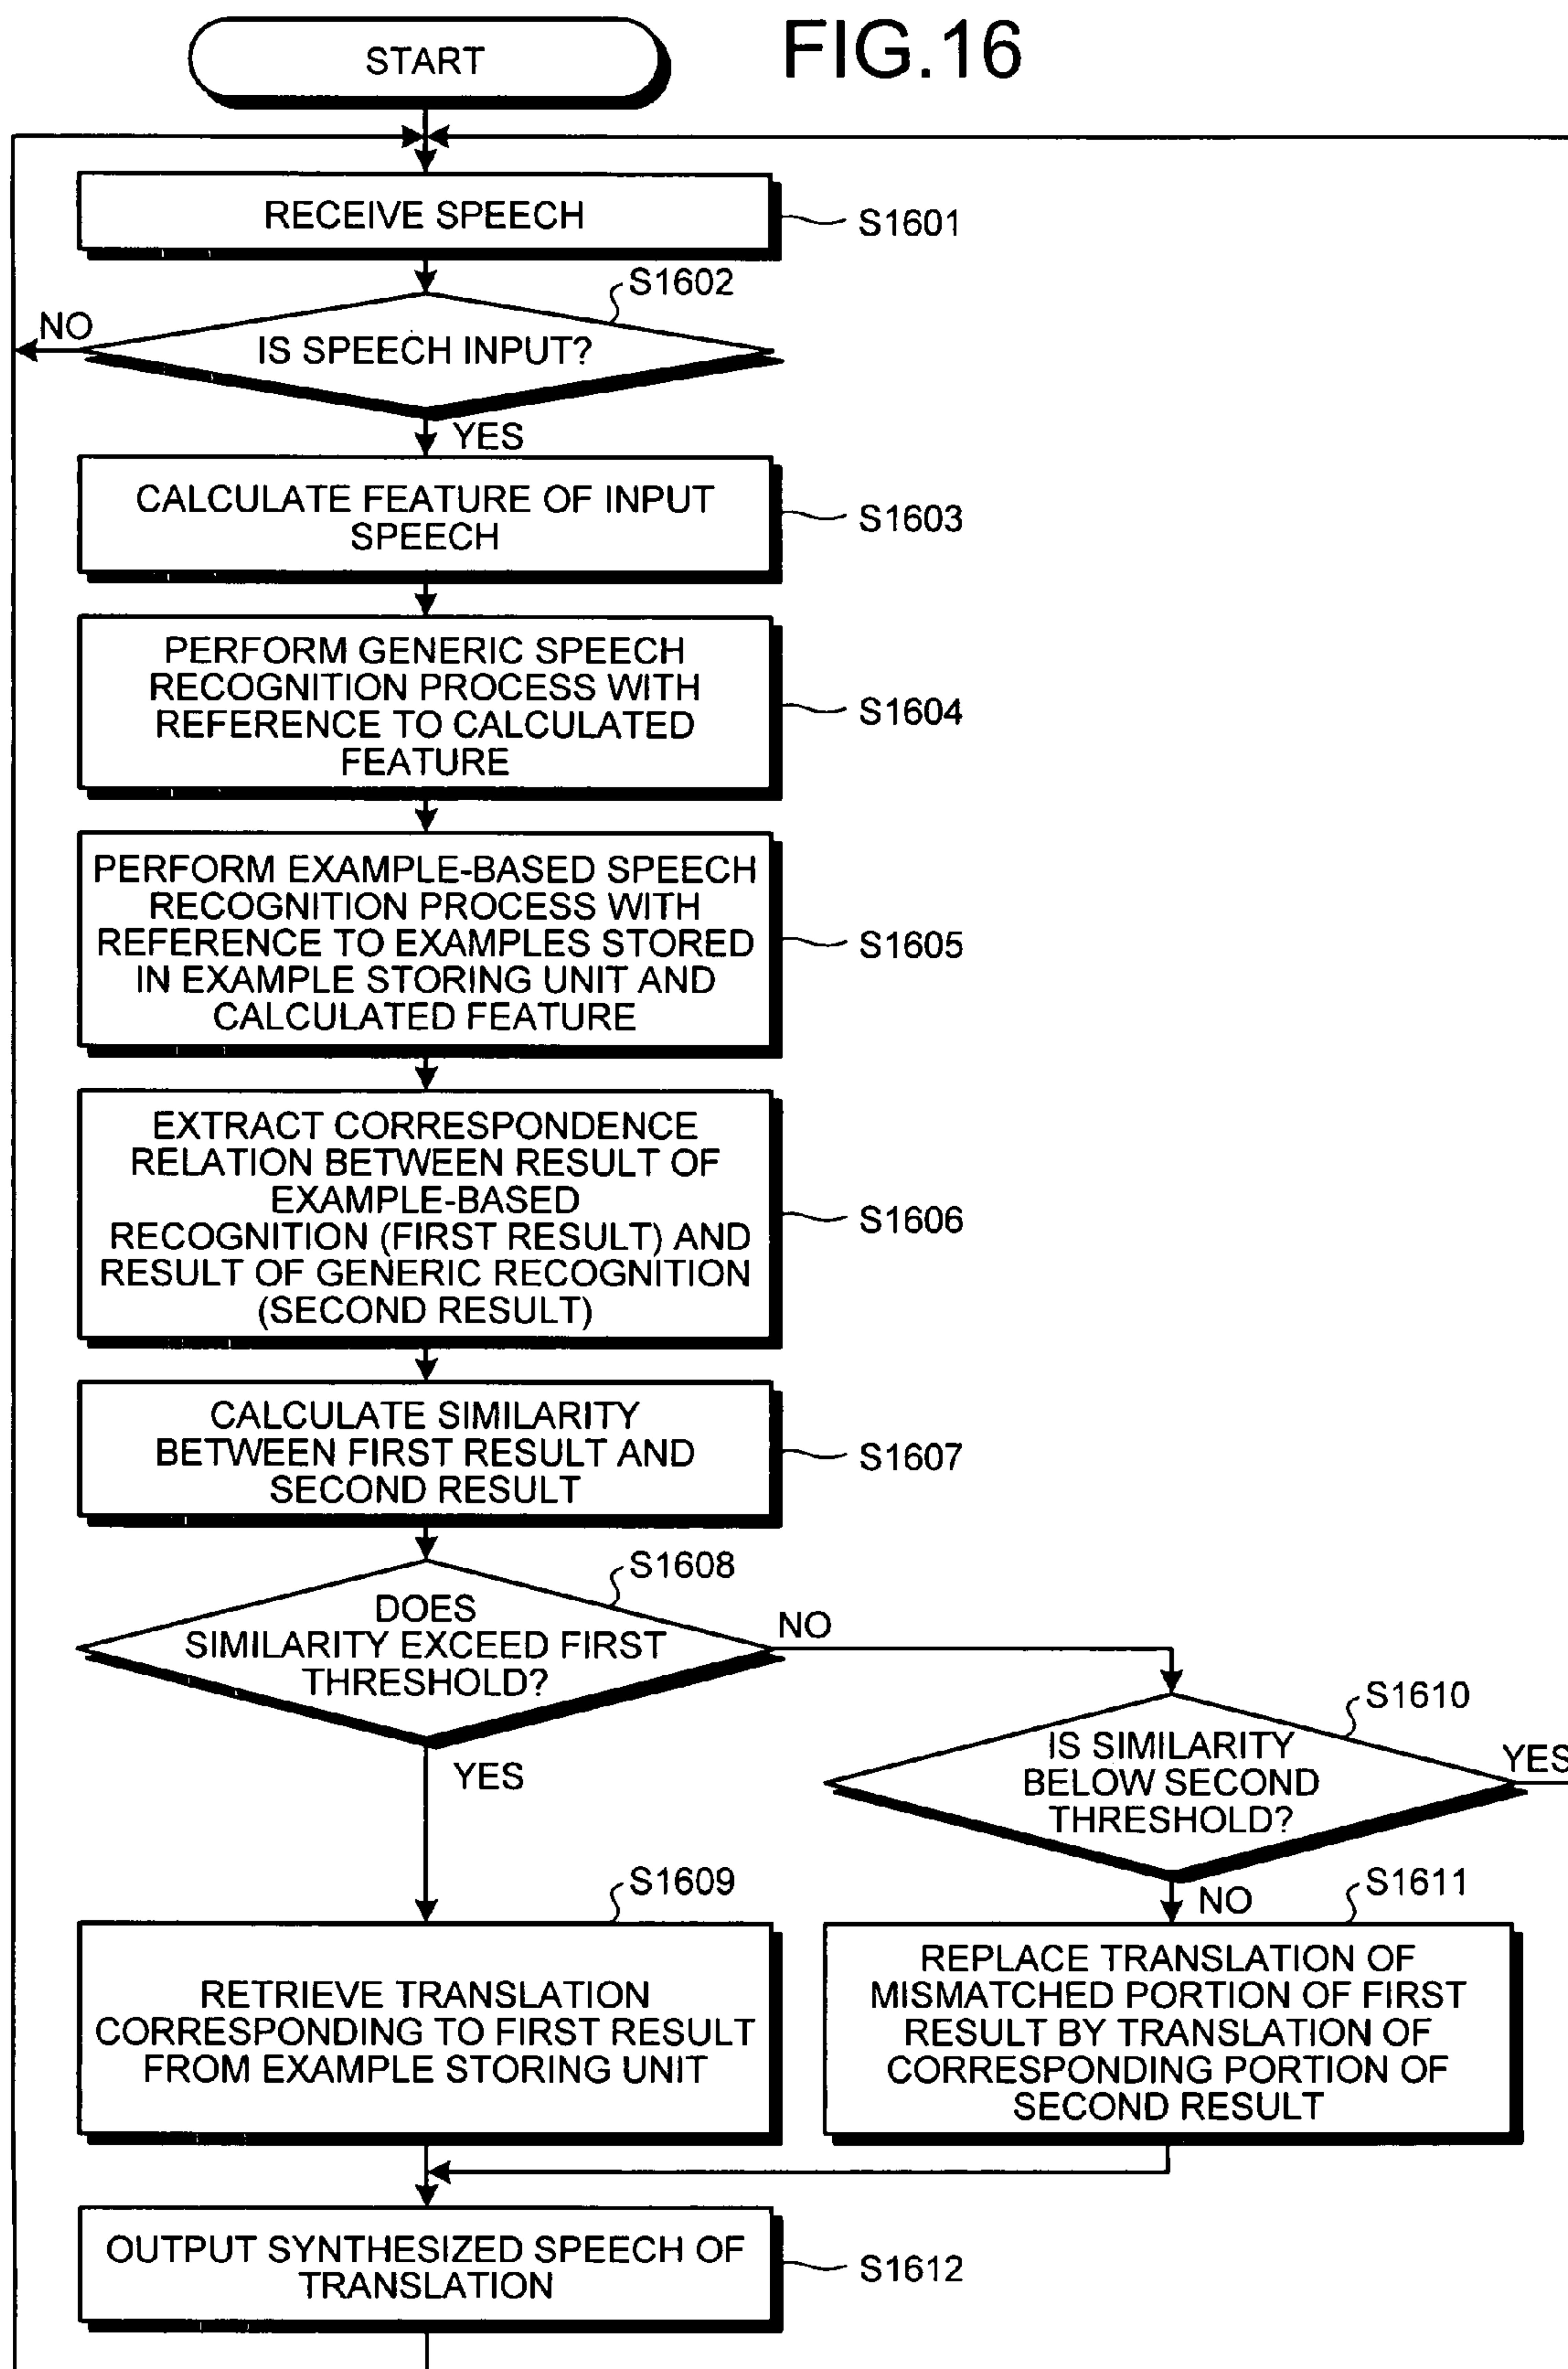 FIG.16
START
RECEIVE SPEECH
S1601
S1602
NO
IS SPEECH INPUT?
YES
CALCULATE FEATURE OF INPUT
SPEECH
S1603
PERFORM GENERIC SPEECH
RECOGNITION PROCESS WITH
REFERENCE TO CALCULATED
FEATURE
S1604
PERFORM EXAMPLE-BASED SPEECH
RECOGNITION PROCESS WITH
REFERENCE TO EXAMPLES STORED
IN EXAMPLE STORING UNIT AND
CALCULATED FEATURE
S1605
EXTRACT CORRESPONDENCE
RELATION BETWEEN RESULT OF
EXAMPLE-BASED
RECOGNITION (FIRST RESULT) AND
RESULT OF GENERIC RECOGNITION
(SECOND RESULT)
S1606
CALCULATE SIMILARITY
BETWEEN FIRST RESULT AND
SECOND RESULT
S1607
S1608
DOES
SIMILARITY EXCEED FIRST
THRESHOLD?
NO
YES
S1610
IS SIMILARITY
BELOW SECOND
THRESHOLD?
YES
NO
S1609
RETRIEVE TRANSLATION
CORRESPONDING TO FIRST RESULT
FROM EXAMPLE STORING UNIT
S1611
REPLACE TRANSLATION OF
MISMATCHED PORTION OF FIRST
RESULT BY TRANSLATION OF
CORRESPONDING PORTION OF
SECOND RESULT
OUTPUT SYNTHESIZED SPEECH OF
TRANSLATION
S1612